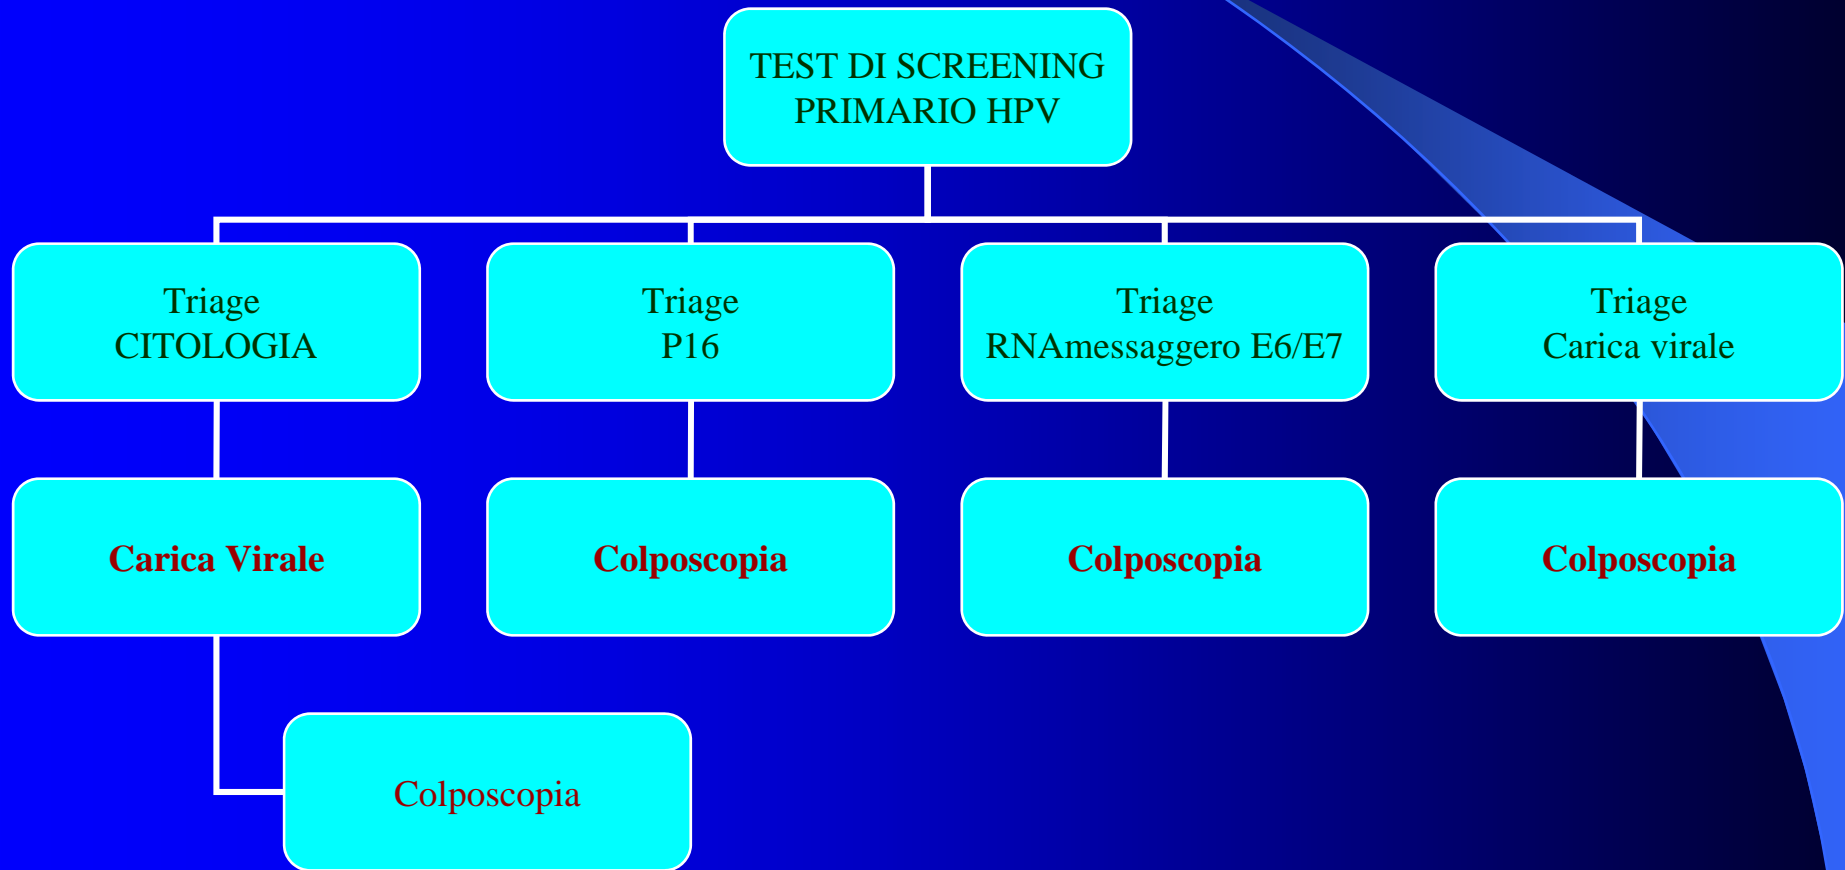 TEST DI SCREENING
PRIMARIO HPV
Triage
CITOLOGIA
Triage
P16
Triage
RNAmessaggero E6/E7
Triage
Carica virale
Carica Virale
Colposcopia
Colposcopia
Colposcopia
Colposcopia